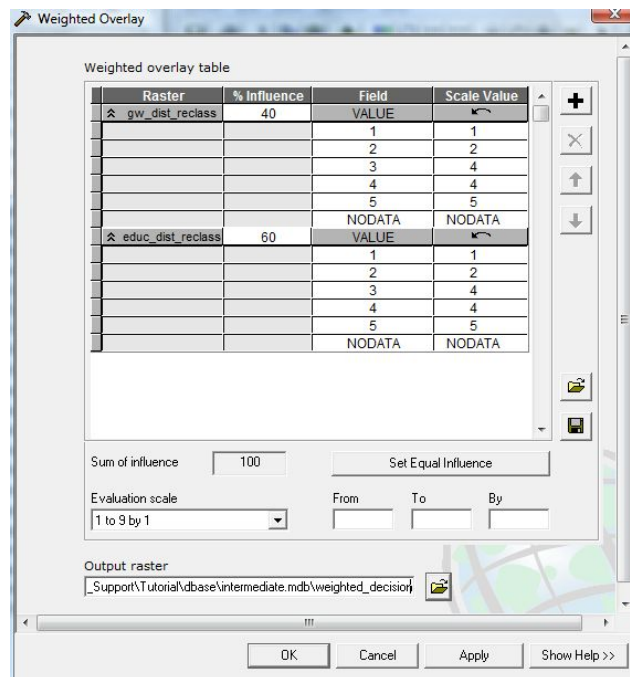 Weighted Overlay
Weighted overlay table
Raster % Influence Field Scale Value
gw_dist_reclass 40 VALUE
1 1
2 2
3 4
4 4
5 5
NODATA NODATA
educ_dist_reclass 60 VALUE
1 1
2 2
3 4
4 4
5 5
NODATA NODATA
Sum of influence 100 Set Equal Influence
Evaluation scale From To By
1 to 9 by 1
Output raster
_Support\Tutorial\dbase\intermediate.mdb\weighted_decision
OK Cancel Apply Show Help >>